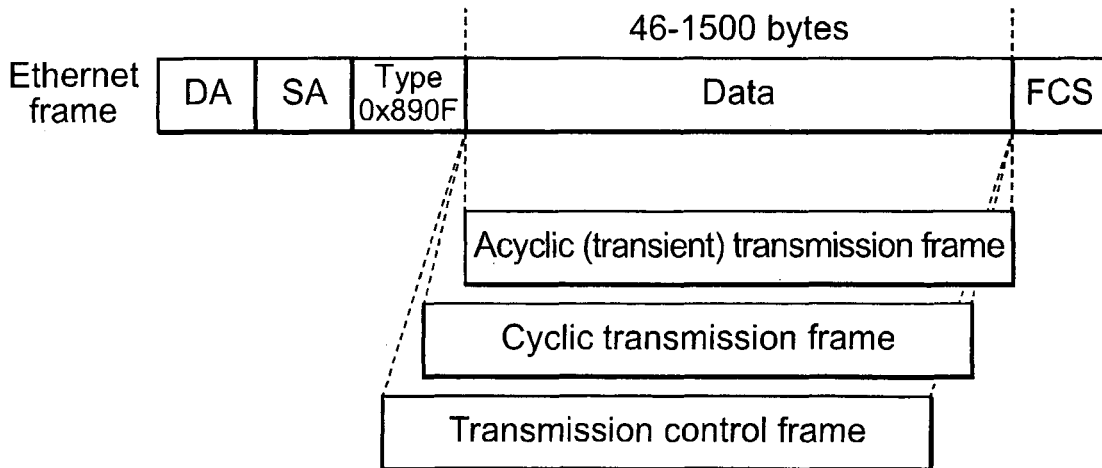 46-1500 bytes
Ethernet
frame
DA
SA
Type
0x890F
Data
FCS
Acyclic (transient) transmission frame
Cyclic transmission frame
Transmission control frame